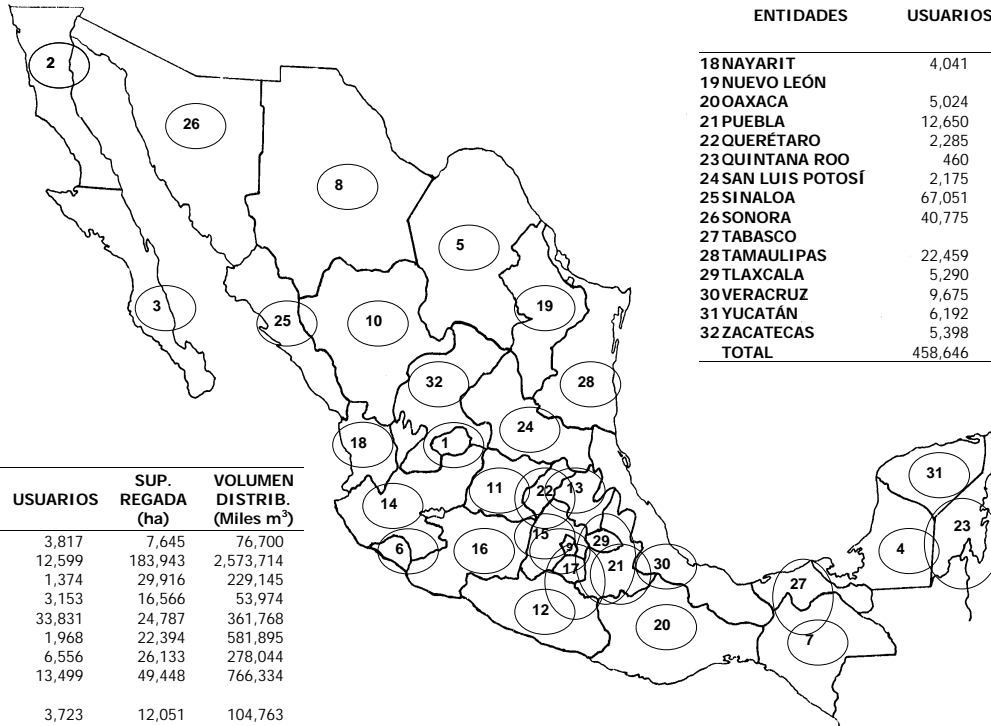 ENTIDADES USUARIOS
18 NAYARIT 4,041
19 NUEVO LEÓN
20 OAXACA 5,024
21 PUEBLA 12,650
22 QUERÉTARO 2,285
23 QUINTANA ROO 460
24 SAN LUIS POTOSÍ 2,175
25 SINALOA 67,051
26 SONORA 40,775
27 TABASCO
28 TAMAULIPAS 22,459
29 TLAXCALA 5,290
30 VERACRUZ 9,675
31 YUCATÁN 6,192
32 ZACATECAS 5,398
TOTAL 458,646
2
26
8
5
3
25
10
19
32
28
18
1
24
14
11
22
13
31
6
16
15
9
29
17
21
30
4
23
27
12
20
7
USUARIOS SUP. REGADA (ha) VOLUMEN DISTRIB. (Miles m³)
3,817 7,645 76,700
12,599 183,943 2,573,714
1,374 29,916 229,145
3,153 16,566 53,974
33,831 24,787 361,768
1,968 22,394 581,895
6,556 26,133 278,044
13,499 49,448 766,334
3,723 12,051 104,763